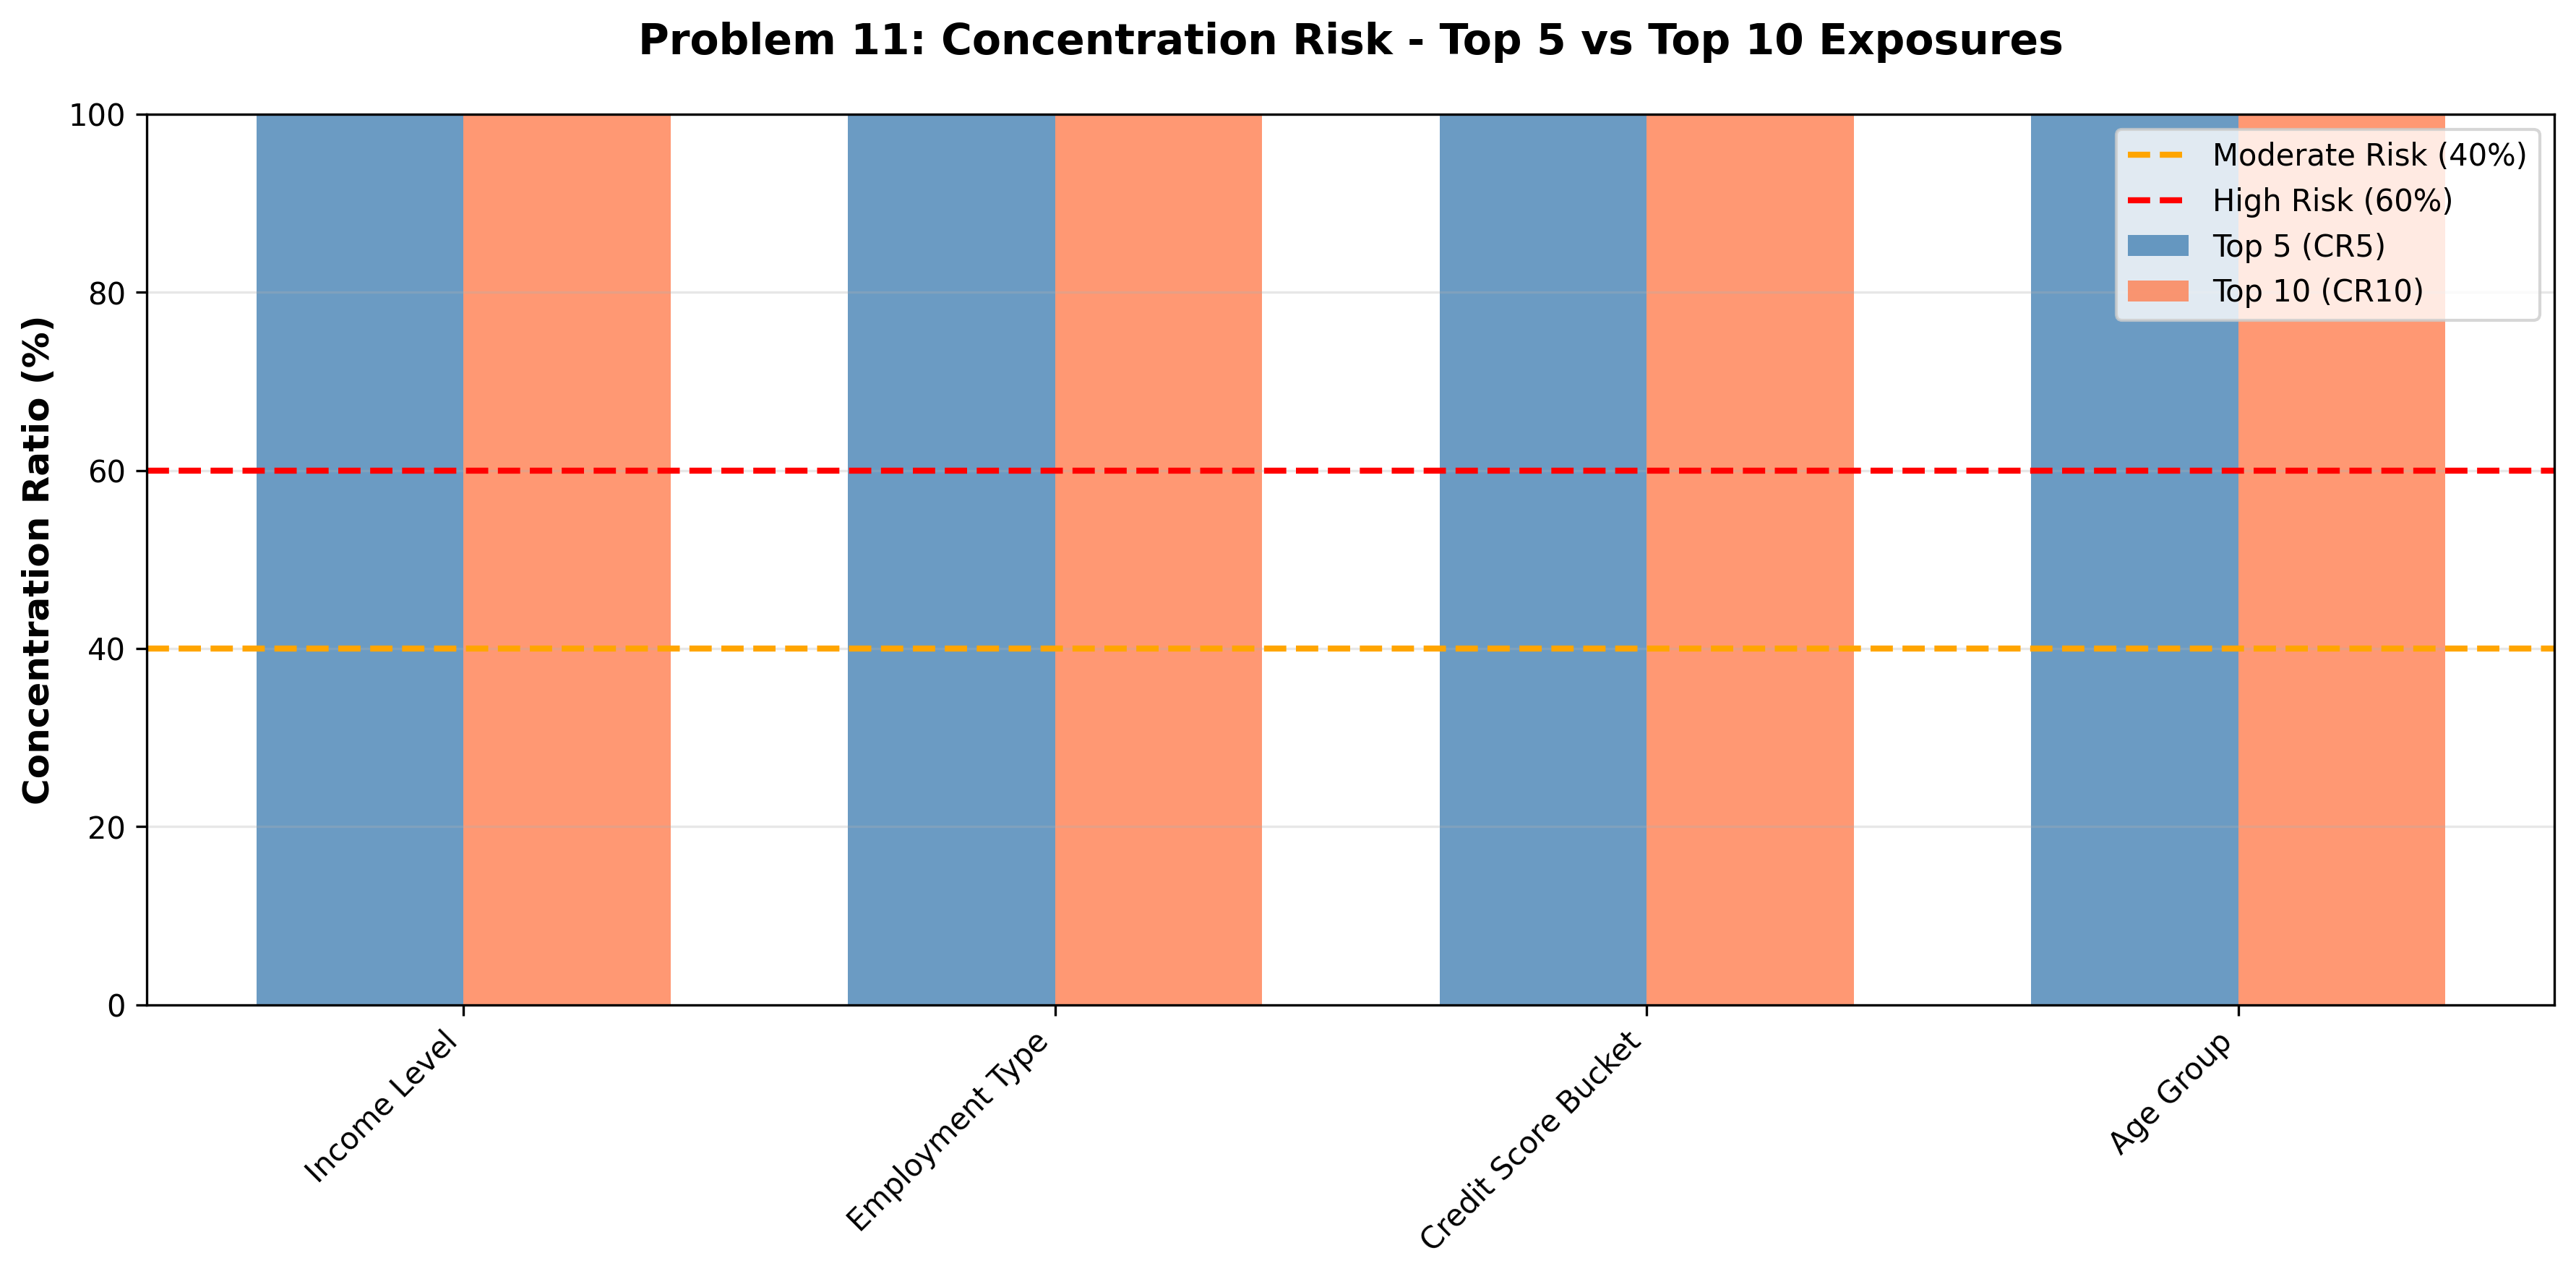 Problem 11: Concentration Risk - Top 5 vs Top 10 Exposures
Concentration Ratio (%)
100
80
60
40
20
0
Moderate Risk (40%)
High Risk (60%)
Top 5 (CR5)
Top 10 (CR10)
Income Level
Employment Type
Credit Score Bucket
Age Group